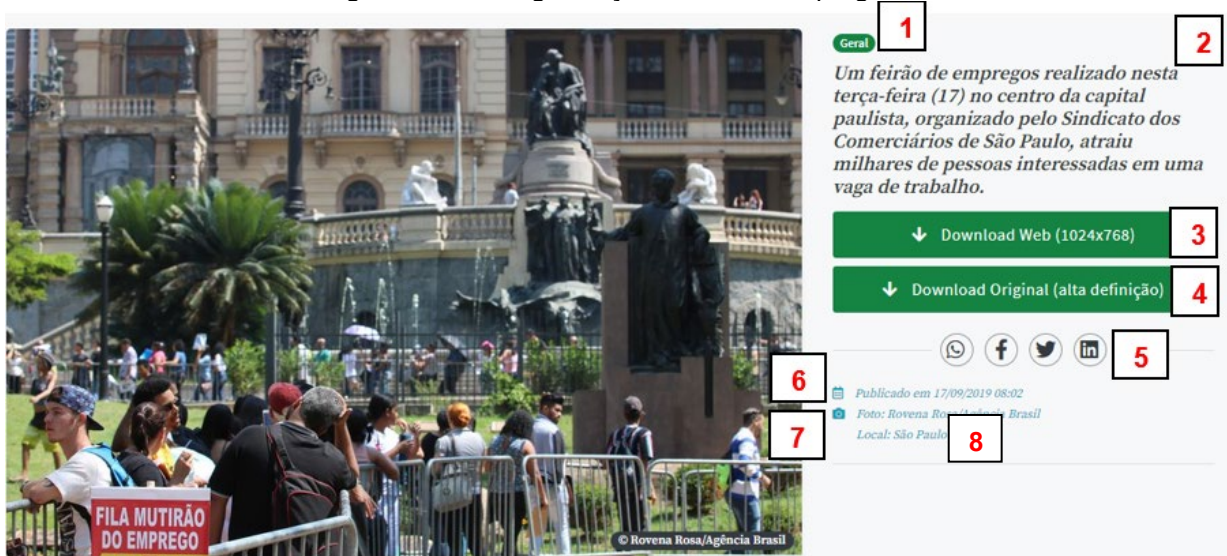 1
2
Geral
Um feirão de empregos realizado nesta
terça-feira (17) no centro da capital
paulista, organizado pelo Sindicato dos
Comerciários de São Paulo, atraiu
milhares de pessoas interessadas em uma
vaga de trabalho.
Download Web (1024x768)
3
Download Original (alta definição)
4
5
6
Publicado em 17/09/2019 08:02
7
Foto: Rovena Rosa/Agência Brasil
Local: São Paulo
8
FILA MUTIRÃO
DO EMPREGO
© Rovena Rosa/Agência Brasil